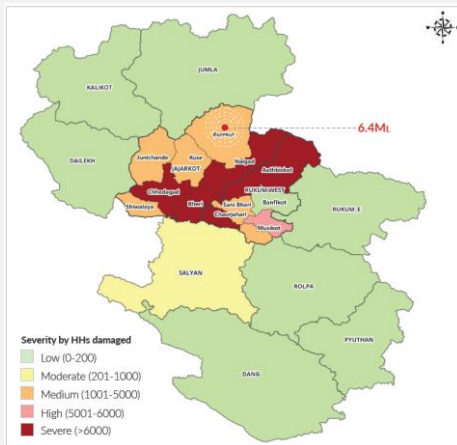 JUMLA
KALIKOT
6.4ML
DAILEKH
Barekot
Junichande
Kuse
Nalgad
JAJARKOT
Aathbiskot
Chhedagad
RUKUM WEST
Shiwalaya
Bheri
Sani Bheri
Banfikot
Chaurjahari
RUKUM E
Musikot
SALYAN
ROLPA
PYUTHAN
DANG
Severity by HHs damaged
Low (0-200)
Moderate (201-1000)
Medium (1001-5000)
High (5001-6000)
Severe (>6000)